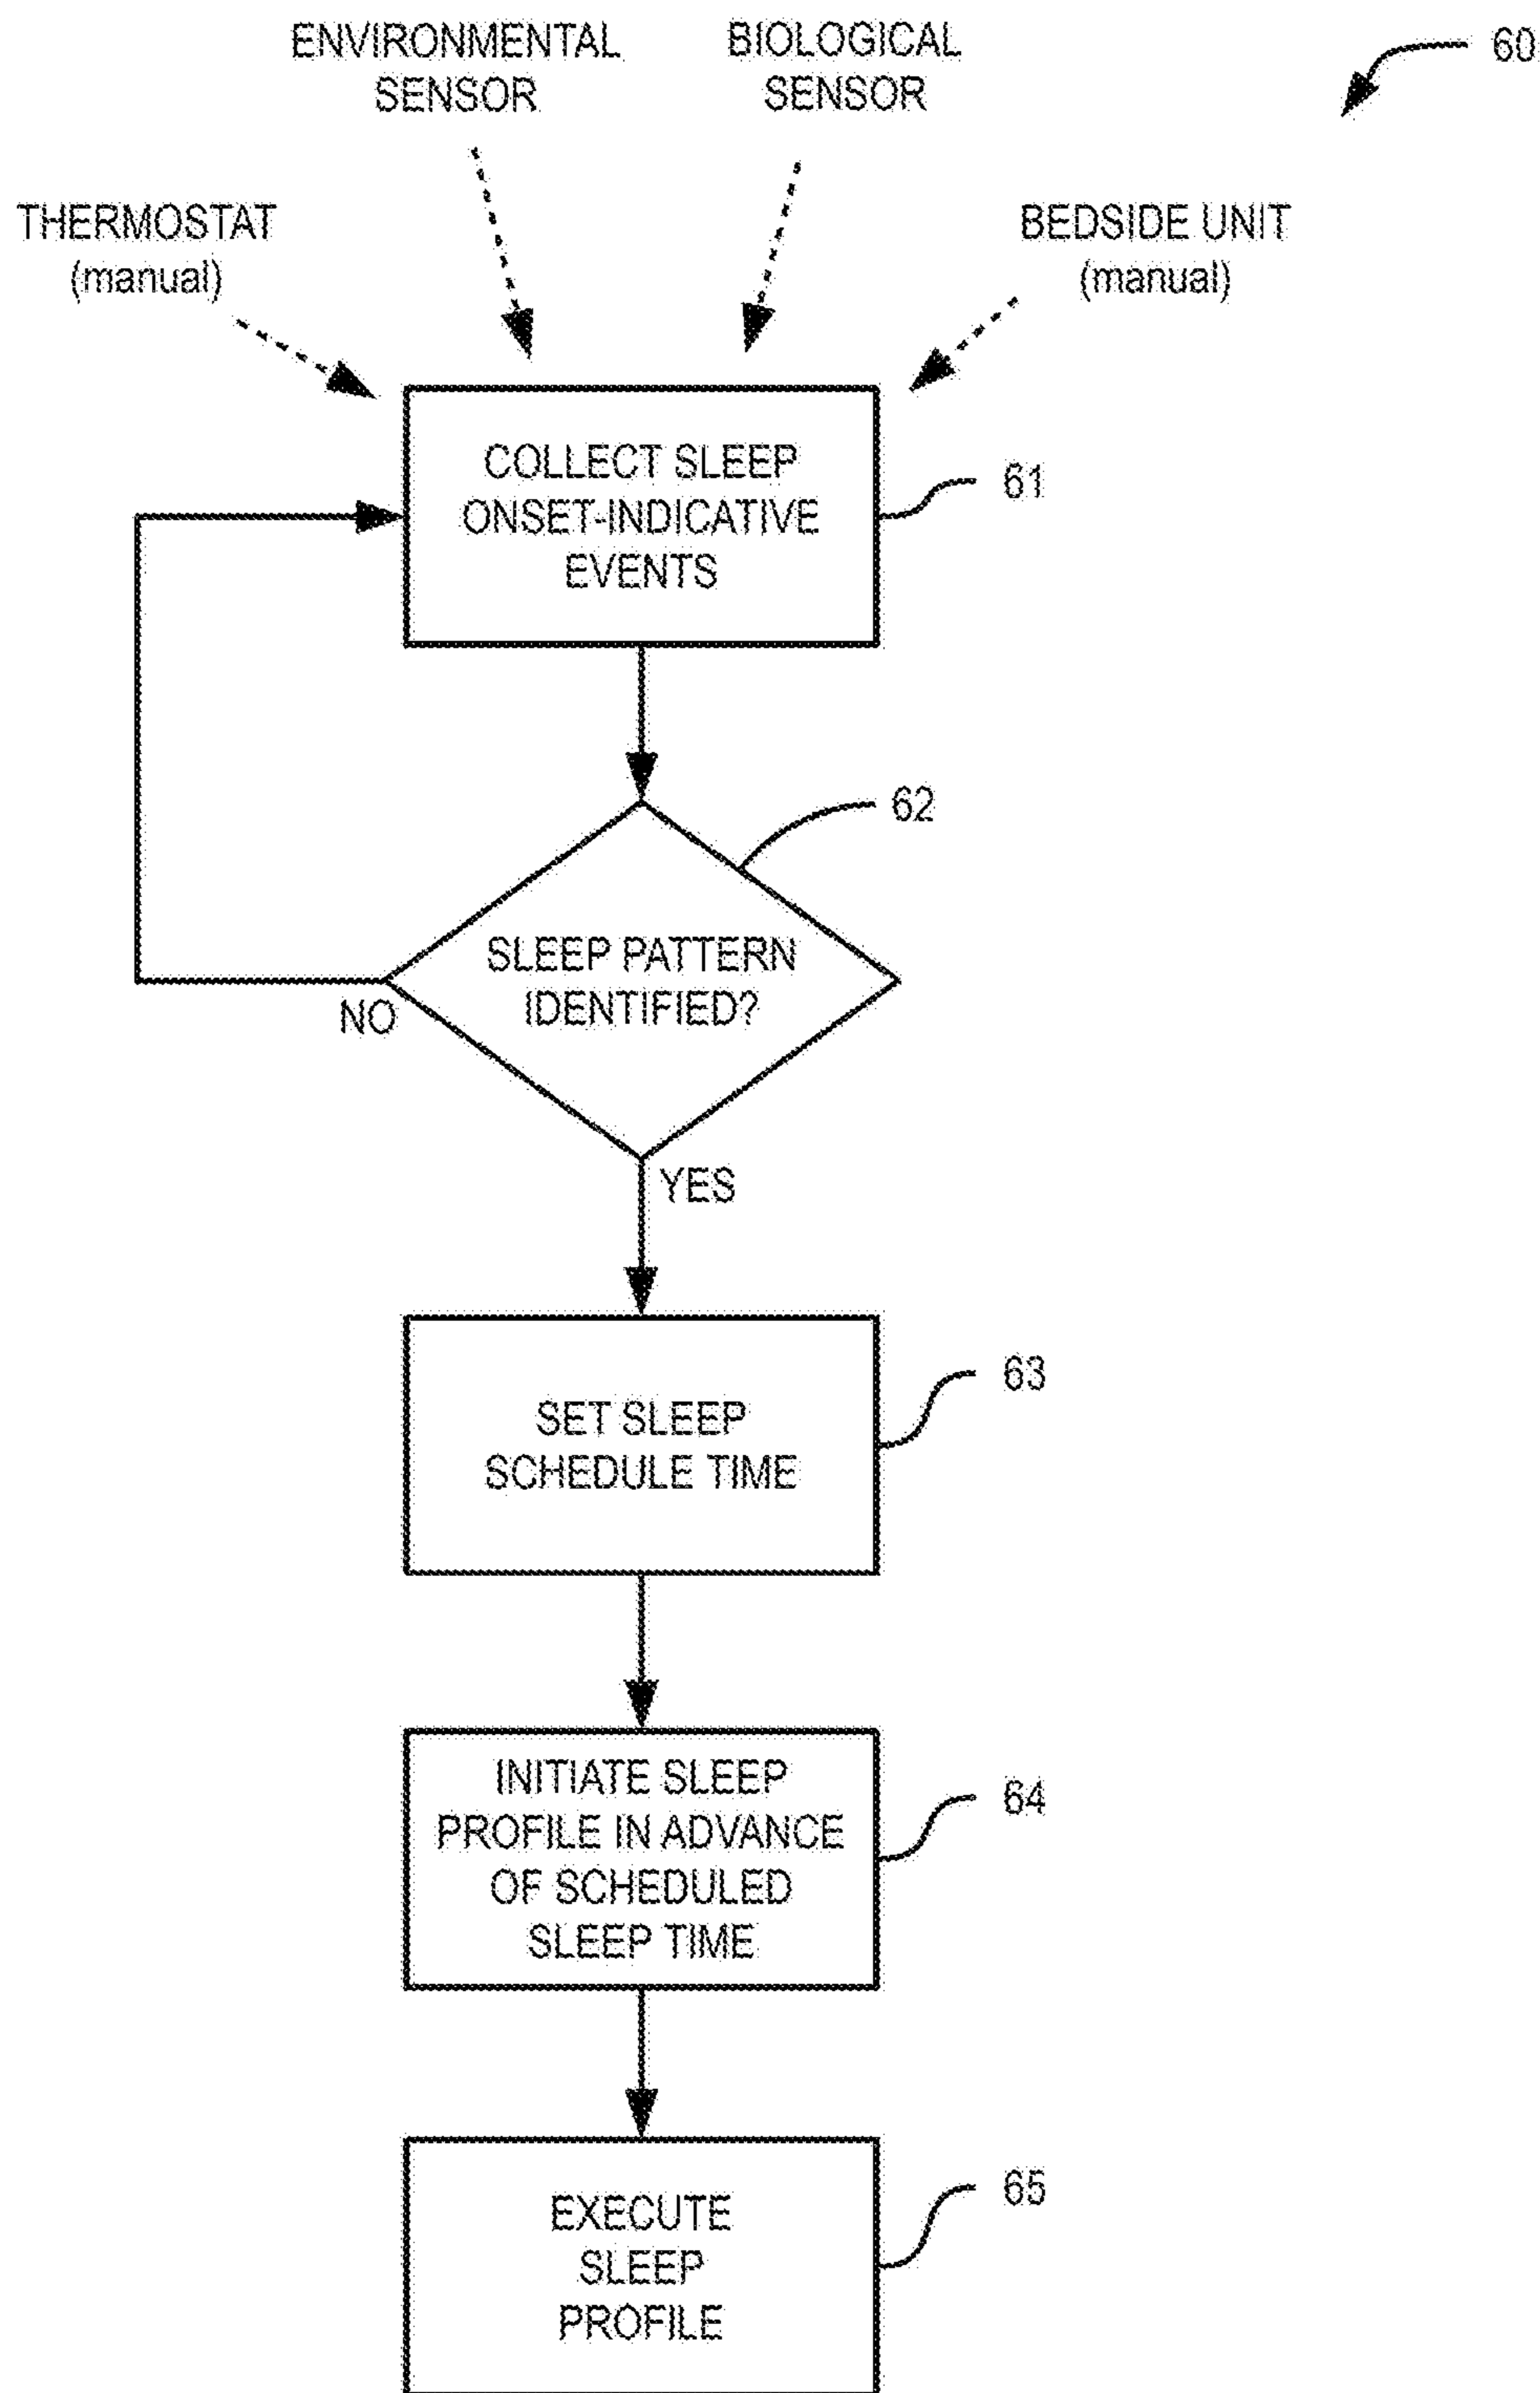 ENVIRONMENTAL
SENSOR
BIOLOGICAL
SENSOR
60
THERMOSTAT
(manual)
BEDSIDE UNIT
(manual)
COLLECT SLEEP
ONSET-INDICATIVE
EVENTS
61
62
SLEEP PATTERN
IDENTIFIED?
NO
YES
63
SET SLEEP
SCHEDULE TIME
INITIATE SLEEP
PROFILE IN ADVANCE
OF SCHEDULED
SLEEP TIME
64
65
EXECUTE
SLEEP
PROFILE